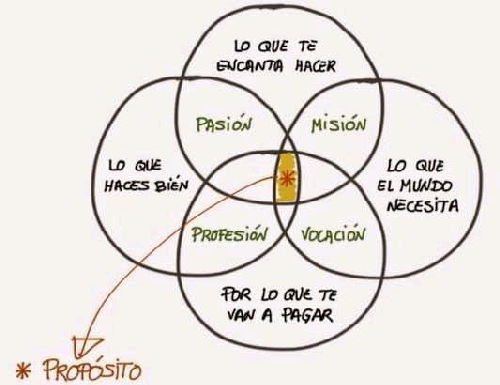 LO QUE TE
ENCANTA HACER
PASIÓN
MISIÓN
LO QUE
HACES BIÉN
LO QUE
EL MUNDO
NECESITA
PROFESIÓN
VOCACIÓN
POR LO QUE TE
VAN A PAGAR
* PROPÓSITO